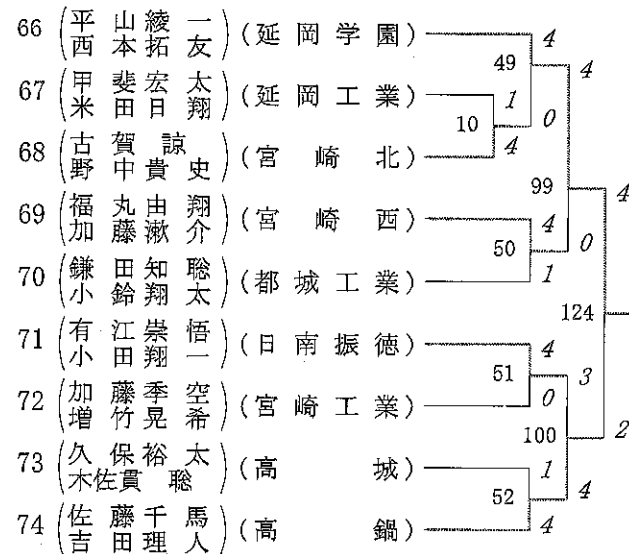 66 (平山綾一 西本拓友) (延岡学園) 4
49 4
67 (甲斐宏太 米田日翔) (延岡工業) 1 0
10
68 (古賀諒 野中貴史) (宮崎北) 4
99 4
69 (福丸由翔 加藤漱介) (宮崎西) 4
50 0
70 (鎌田知聡 小鈴翔太) (都城工業) 1
124
71 (有江崇悟 小田翔一) (日南振徳) 4
51 3
72 (加藤季空 増竹晃希) (宮崎工業) 0
100 2
73 (久保裕太 木佐貫聡) (高城) 1
52 4
74 (佐藤千馬 吉田理人) (高鍋) 4